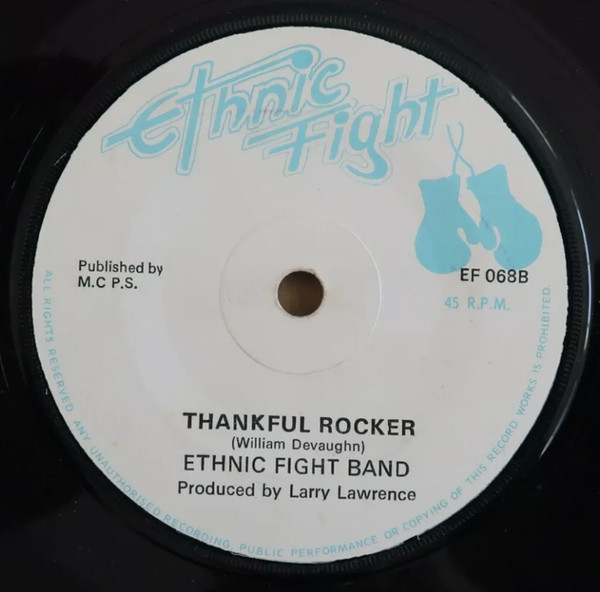 Ethnic
Fight
Published by
M.C P.S.
EF 068B
45 R.P.M.
THANKFUL ROCKER
(William Devaughn)
ETHNIC FIGHT BAND
Produced by Larry Lawrence
ALL RIGHTS RESERVED ANY UNAUTHORISED RECORDING, PUBLIC PERFORMANCE OR COPYING OF THIS RECORD WORKS IS PROHIBITED.